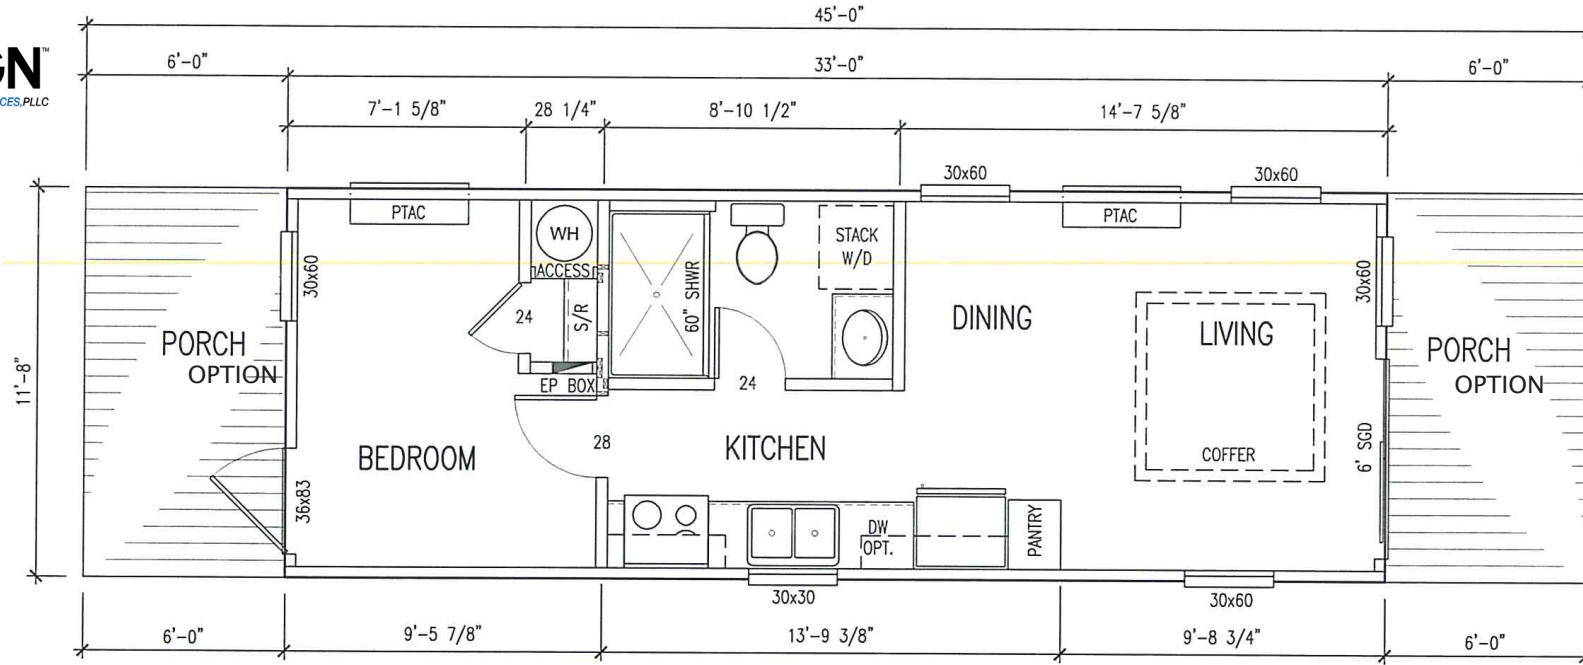 45'-0"
6'-0"
33'-0"
6'-0"
GN™
CES,PLLC
7'-1 5/8"
28 1/4"
8'-10 1/2"
14'-7 5/8"
30x60
30x60
PTAC
WH
STACK
W/D
PTAC
ACCESS
30x60
60" SHWR
30x60
24
S/R
DINING
LIVING
PORCH
OPTION
PORCH
OPTION
11'-8"
EP BOX
24
BEDROOM
28
KITCHEN
COFFER
6' SGD
36x83
DW
OPT.
PANTRY
30x30
30x60
6'-0"
9'-5 7/8"
13'-9 3/8"
9'-8 3/4"
6'-0"